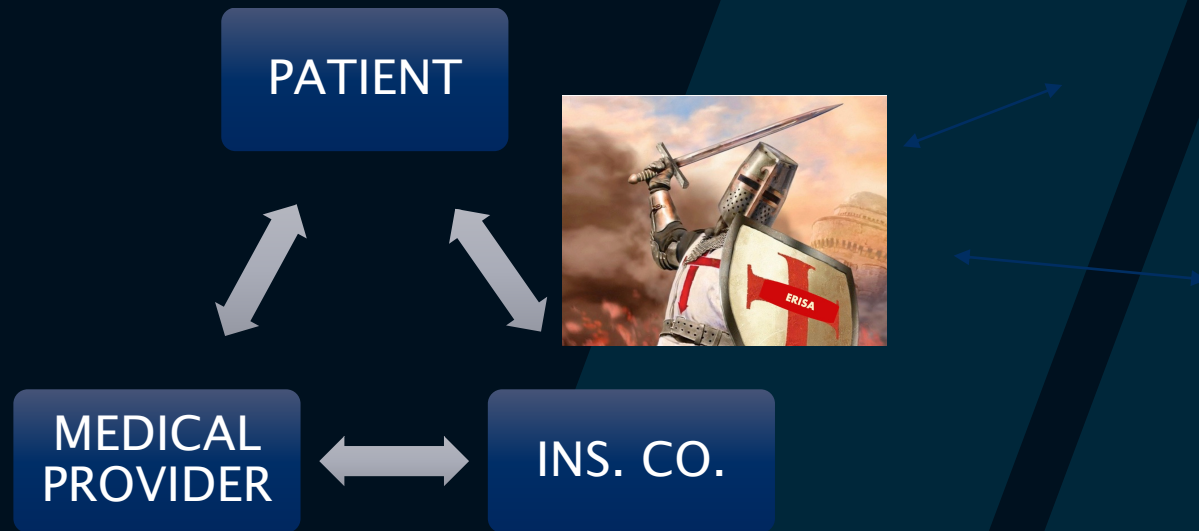 PATIENT
ERISA
MEDICAL
PROVIDER
INS. CO.